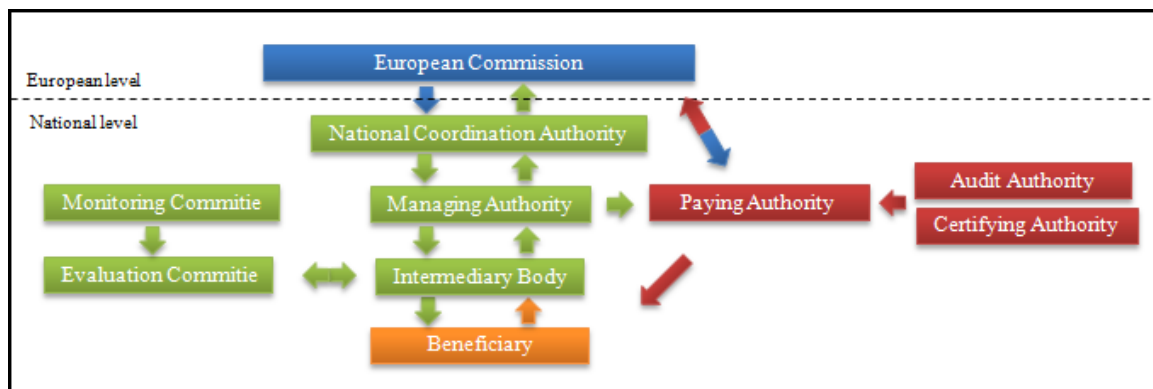 European Commission
European level
National level
National Coordination Authority
Monitoring Commitie
Managing Authority
Paying Authority
Audit Authority
Certifying Authority
Evaluation Commitie
Intermediary Body
Beneficiary